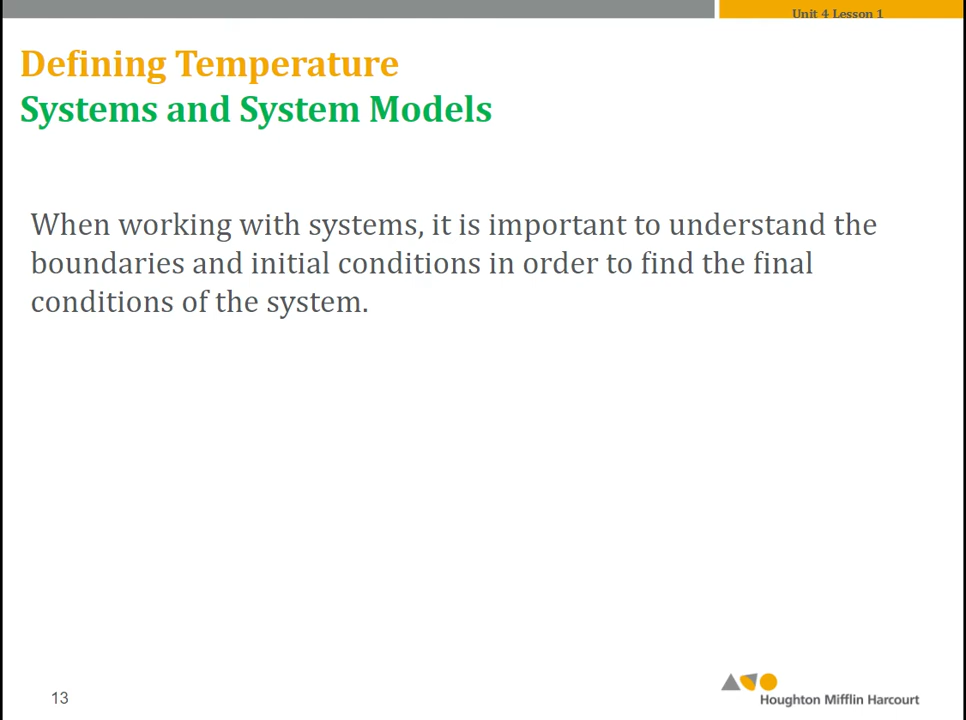 Unit 4 Lesson 1
Defining Temperature
Systems and System Models
When working with systems, it is important to understand the
boundaries and initial conditions in order to find the final
conditions of the system.
13
Houghton Mifflin Harcourt